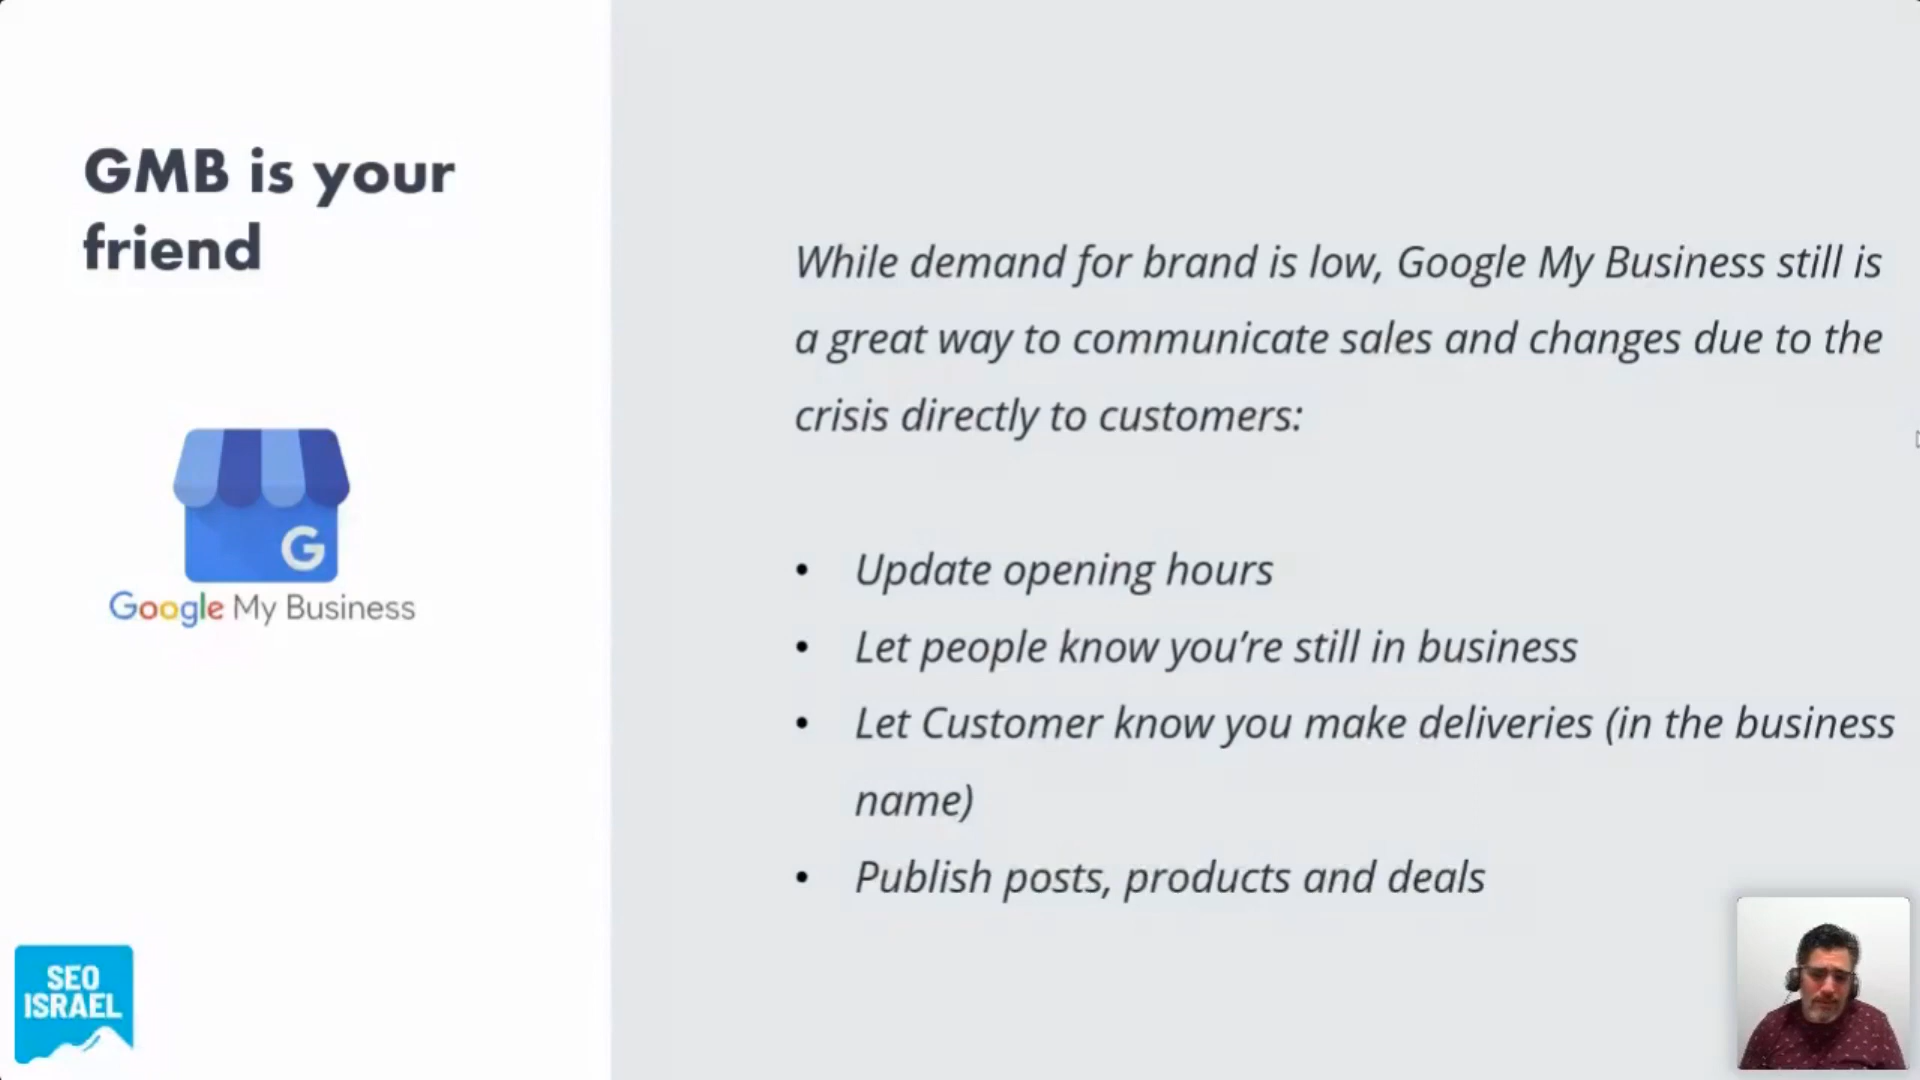 GMB is your
friend
While demand for brand is low, Google My Business still is
a great way to communicate sales and changes due to the
crisis directly to customers:
• Update opening hours
• Let people know you’re still in business
• Let Customer know you make deliveries (in the business
name)
• Publish posts, products and deals
G
Google My Business
SEO
ISRAEL